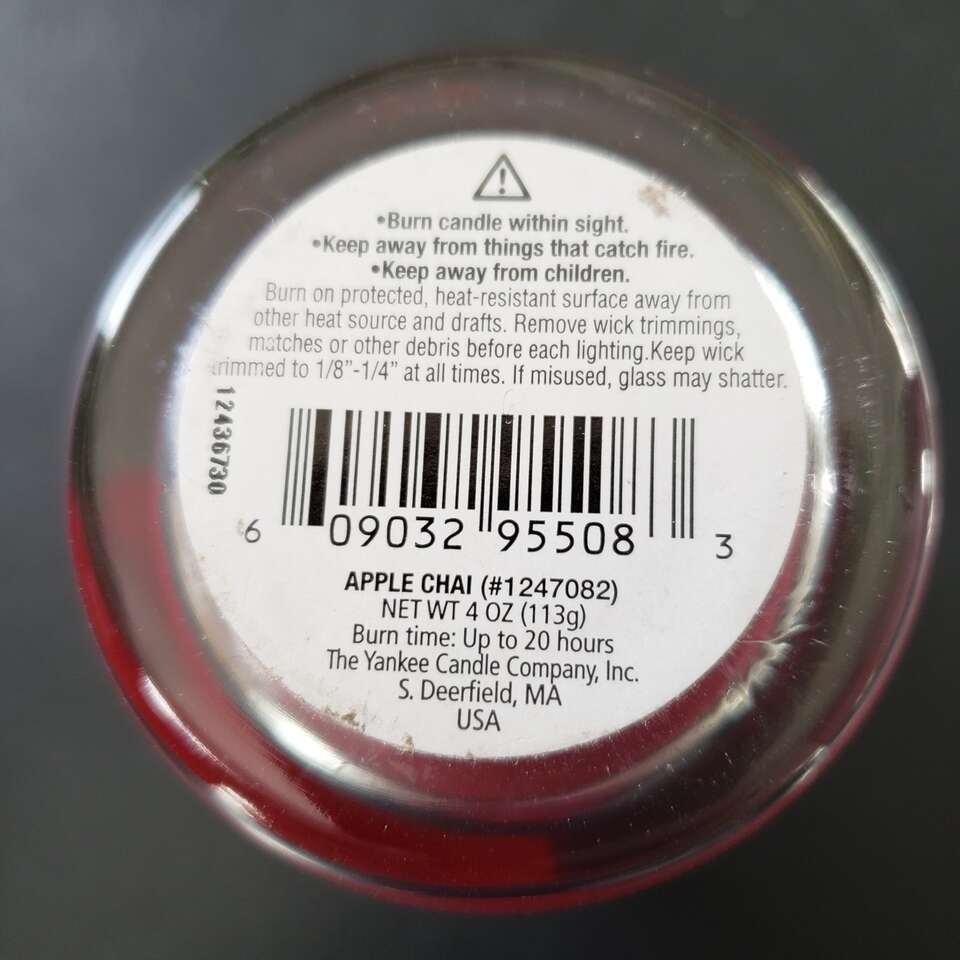 •Burn candle within sight.
•Keep away from things that catch fire.
•Keep away from children.
Burn on protected, heat-resistant surface away from
other heat source and drafts. Remove wick trimmings,
matches or other debris before each lighting.Keep wick
trimmed to 1/8”-1/4” at all times. If misused, glass may shatter.
12436730
6 09032 95508 3
APPLE CHAI (#1247082)
NET WT 4 OZ (113g)
Burn time: Up to 20 hours
The Yankee Candle Company, Inc.
S. Deerfield, MA
USA